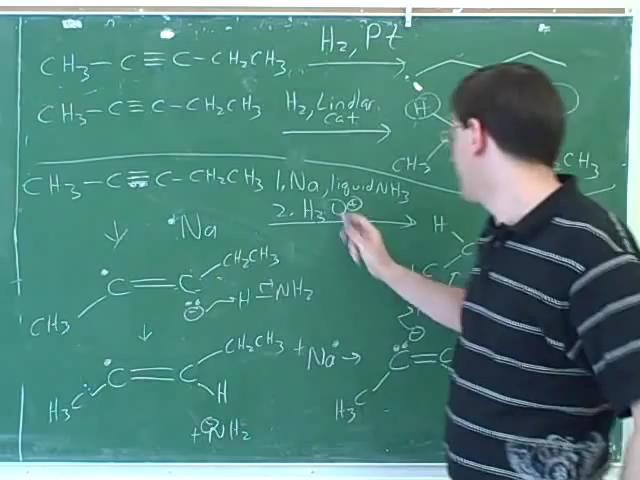 CH₃—C≡C—CH₂CH₃ H₂, Pt
CH₃—C≡C—CH₂CH₃ H₂, Lindlar cat H
CH₃
CH₃—C≡C—CH₂CH₃ 1. Na, liquid NH₃
2. H₃O⊕
•Na H
C=C CH₂CH₃
CH₃ ⊖ H—NH₂
C=C CH₂CH₃ + Na• →
H₃C H
+ ⊖NH₂
⊖
C=C
H₃C